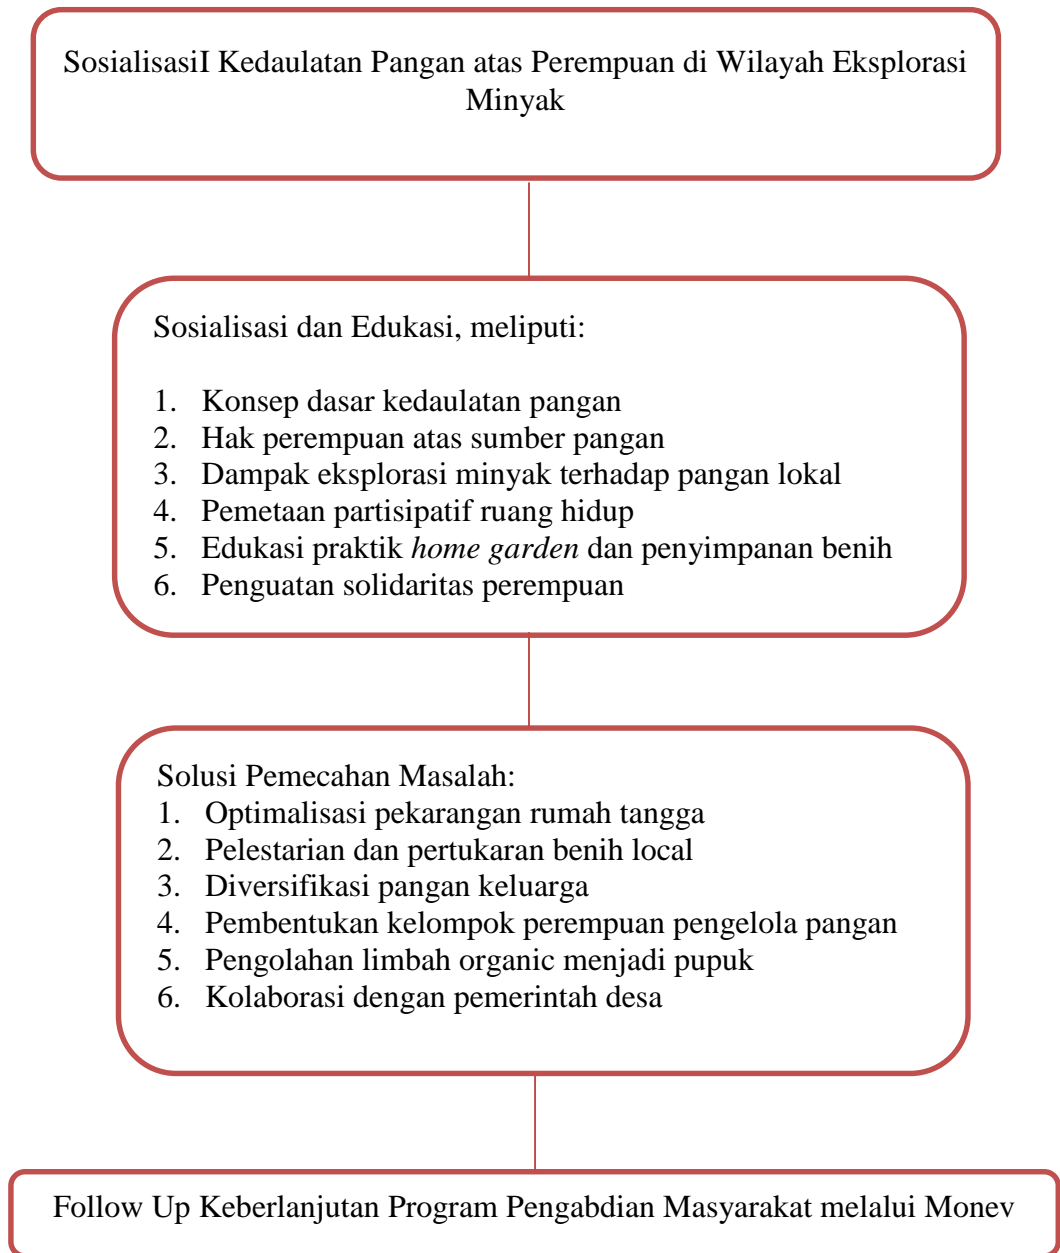 SosialisasiI Kedaulatan Pangan atas Perempuan di Wilayah Eksplorasi
Minyak
Sosialisasi dan Edukasi, meliputi:
1. Konsep dasar kedaulatan pangan
2. Hak perempuan atas sumber pangan
3. Dampak eksplorasi minyak terhadap pangan lokal
4. Pemetaan partisipatif ruang hidup
5. Edukasi praktik home garden dan penyimpanan benih
6. Penguatan solidaritas perempuan
Solusi Pemecahan Masalah:
1. Optimalisasi pekarangan rumah tangga
2. Pelestarian dan pertukaran benih local
3. Diversifikasi pangan keluarga
4. Pembentukan kelompok perempuan pengelola pangan
5. Pengolahan limbah organic menjadi pupuk
6. Kolaborasi dengan pemerintah desa
Follow Up Keberlanjutan Program Pengabdian Masyarakat melalui Monev